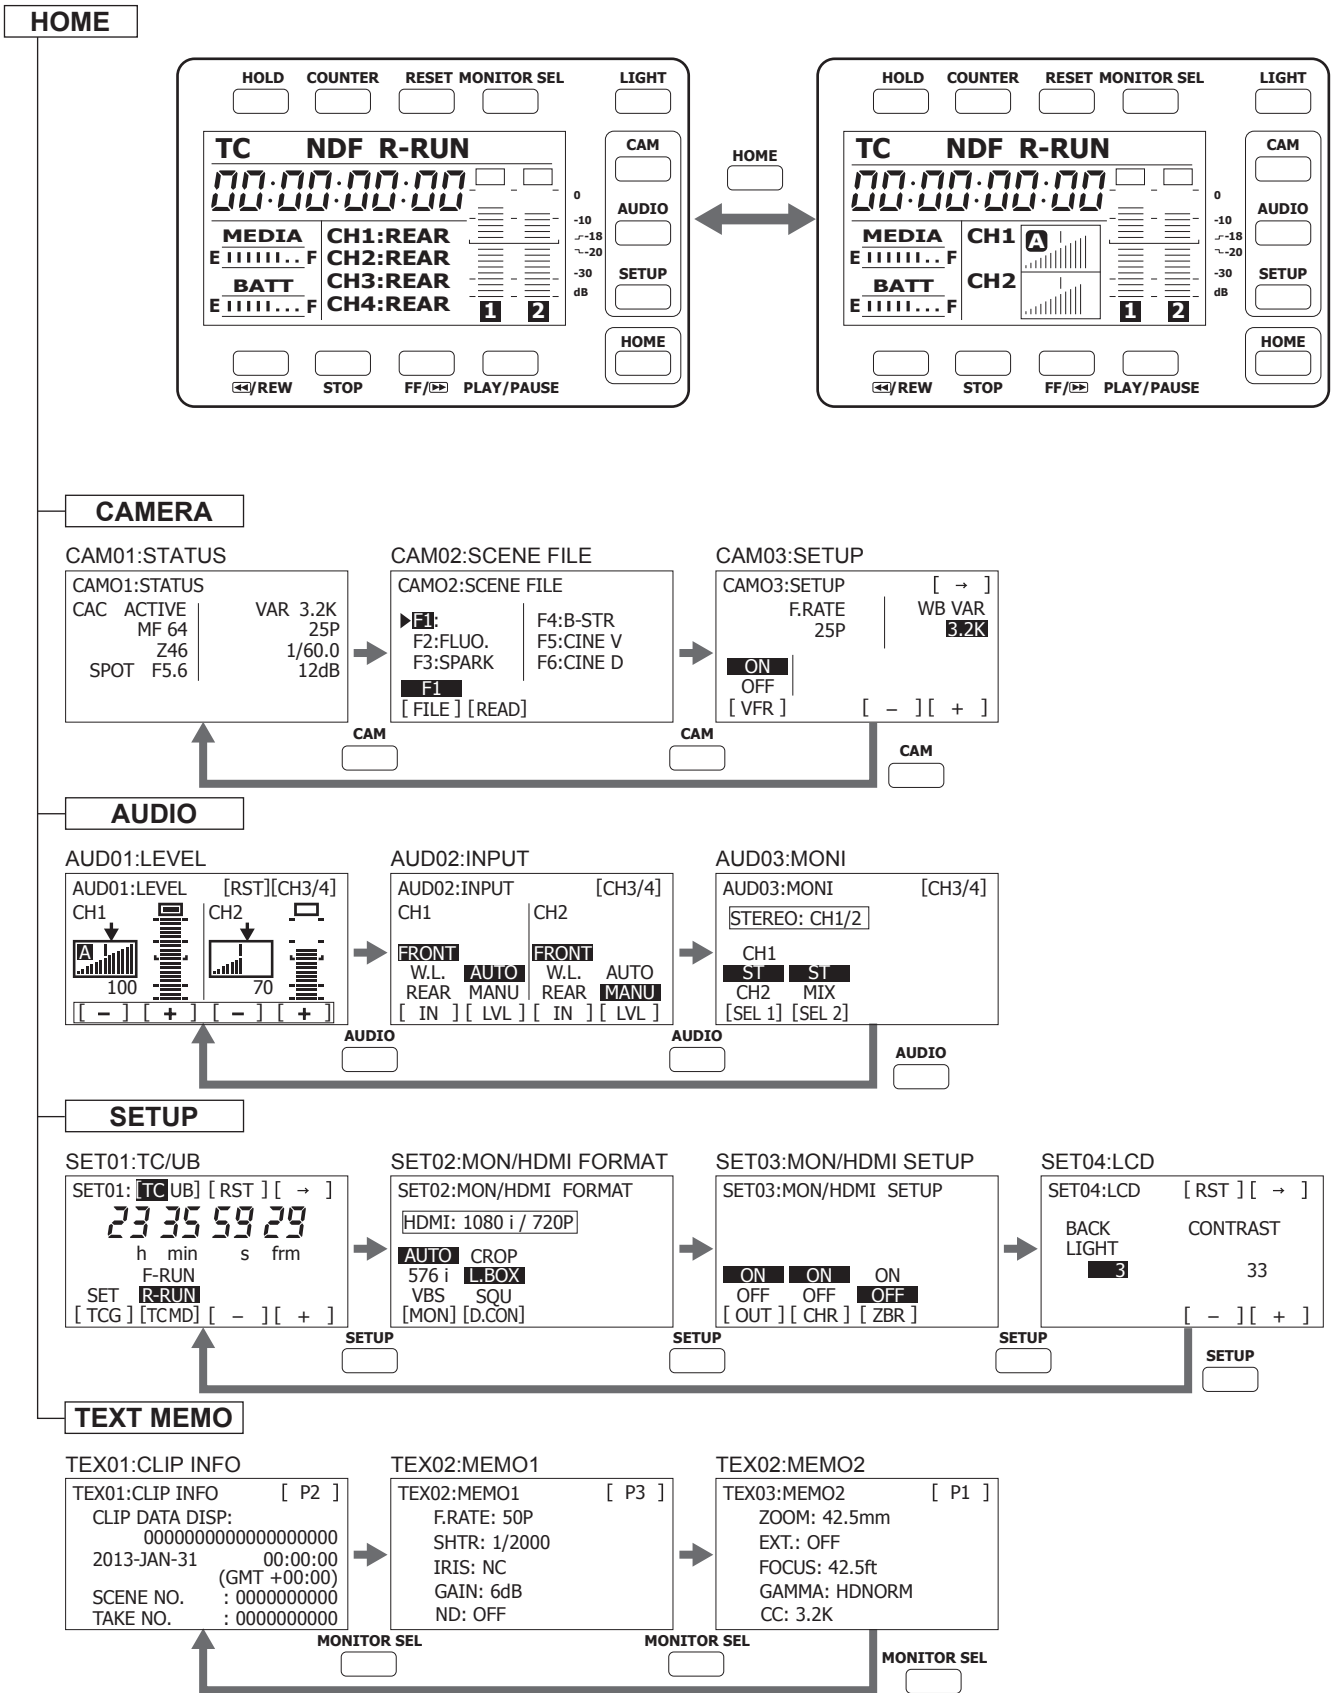 HOME
HOLD COUNTER RESET MONITOR SEL LIGHT
TC NDF R-RUN
00:00:00:00
MEDIA
E F
BATT
E F
CH1:REAR
CH2:REAR
CH3:REAR
CH4:REAR
1 2
0
-10
-18
-20
-30
dB
CAM
AUDIO
SETUP
HOME
/REW STOP FF/ PLAY/PAUSE
HOME
HOLD COUNTER RESET MONITOR SEL LIGHT
TC NDF R-RUN
00:00:00:00
MEDIA
E F
BATT
E F
CH1 A
CH2
1 2
0
-10
-18
-20
-30
dB
CAM
AUDIO
SETUP
HOME
/REW STOP FF/ PLAY/PAUSE
CAMERA
CAM01:STATUS
CAMO1:STATUS
CAC ACTIVE VAR 3.2K
MF 64 25P
Z46 1/60.0
SPOT F5.6 12dB
CAM
CAM02:SCENE FILE
CAMO2:SCENE FILE
▶F1: F4:B-STR
F2:FLUO. F5:CINE V
F3:SPARK F6:CINE D
F1
[ FILE ] [READ]
CAM
CAM03:SETUP
CAMO3:SETUP [ → ]
F.RATE WB VAR
25P 3.2K
ON
OFF
[ VFR ] [ – ] [ + ]
CAM
AUDIO
AUD01:LEVEL
AUD01:LEVEL [RST][CH3/4]
CH1 CH2
A
100 70
[ – ] [ + ] [ – ] [ + ]
AUDIO
AUD02:INPUT
AUD02:INPUT [CH3/4]
CH1 CH2
FRONT FRONT
W.L. AUTO W.L. AUTO
REAR MANU REAR MANU
[ IN ] [ LVL ] [ IN ] [ LVL ]
AUDIO
AUD03:MONI
AUD03:MONI [CH3/4]
STEREO: CH1/2
CH1
ST ST
CH2 MIX
[SEL 1] [SEL 2]
AUDIO
SETUP
SET01:TC/UB
SET01: [TC UB] [ RST ] [ → ]
23 35 59 29
h min s frm
F-RUN
SET R-RUN
[ TCG ] [TCMD] [ – ] [ + ]
SETUP
SET02:MON/HDMI FORMAT
SET02:MON/HDMI FORMAT
HDMI: 1080 i / 720P
AUTO CROP
576 i L.BOX
VBS SQU
[MON] [D.CON]
SETUP
SET03:MON/HDMI SETUP
SET03:MON/HDMI SETUP
ON ON ON
OFF OFF OFF
[ OUT ] [ CHR ] [ ZBR ]
SETUP
SET04:LCD
SET04:LCD [ RST ] [ → ]
BACK CONTRAST
LIGHT
3 33
[ – ] [ + ]
SETUP
TEXT MEMO
TEX01:CLIP INFO
TEX01:CLIP INFO [ P2 ]
CLIP DATA DISP:
0000000000000000000
2013-JAN-31 00:00:00
(GMT +00:00)
SCENE NO. : 0000000000
TAKE NO. : 0000000000
MONITOR SEL
TEX02:MEMO1
TEX02:MEMO1 [ P3 ]
F.RATE: 50P
SHTR: 1/2000
IRIS: NC
GAIN: 6dB
ND: OFF
MONITOR SEL
TEX02:MEMO2
TEX03:MEMO2 [ P1 ]
ZOOM: 42.5mm
EXT.: OFF
FOCUS: 42.5ft
GAMMA: HDNORM
CC: 3.2K
MONITOR SEL